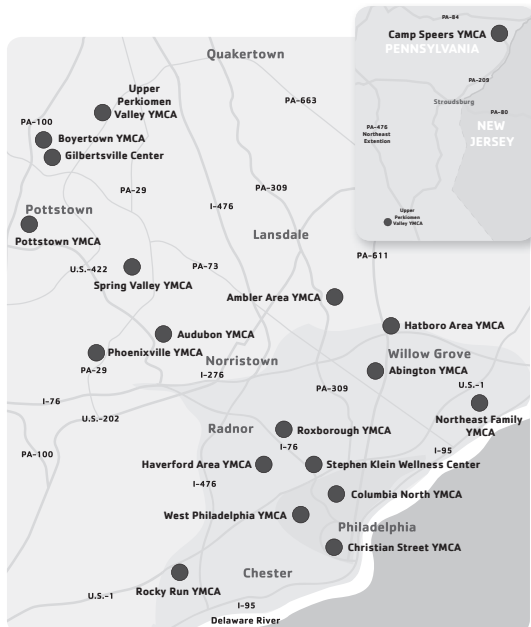 PA-84
Camp Speers YMCA
PENNSYLVANIA
PA-209
Stroudsburg
PA-80
PA-476
Northeast
Extention
NEW
JERSEY
Upper
Perkiomen
Valley YMCA
Quakertown
Upper
Perkiomen
Valley YMCA
PA-663
PA-100
Boyertown YMCA
Gilbertsville Center
PA-29
PA-309
I-476
Pottstown
Pottstown YMCA
Lansdale
PA-611
U.S.-422
PA-73
Spring Valley YMCA
Ambler Area YMCA
Hatboro Area YMCA
Audubon YMCA
Phoenixville YMCA
Norristown
Willow Grove
PA-29
I-276
Abington YMCA
PA-309
U.S.-1
I-76
U.S.-202
Northeast Family
YMCA
Radnor
Roxborough YMCA
I-76
I-95
PA-100
Haverford Area YMCA
Stephen Klein Wellness Center
I-476
Columbia North YMCA
West Philadelphia YMCA
Philadelphia
Christian Street YMCA
Chester
Rocky Run YMCA
U.S.-1
I-95
Delaware River